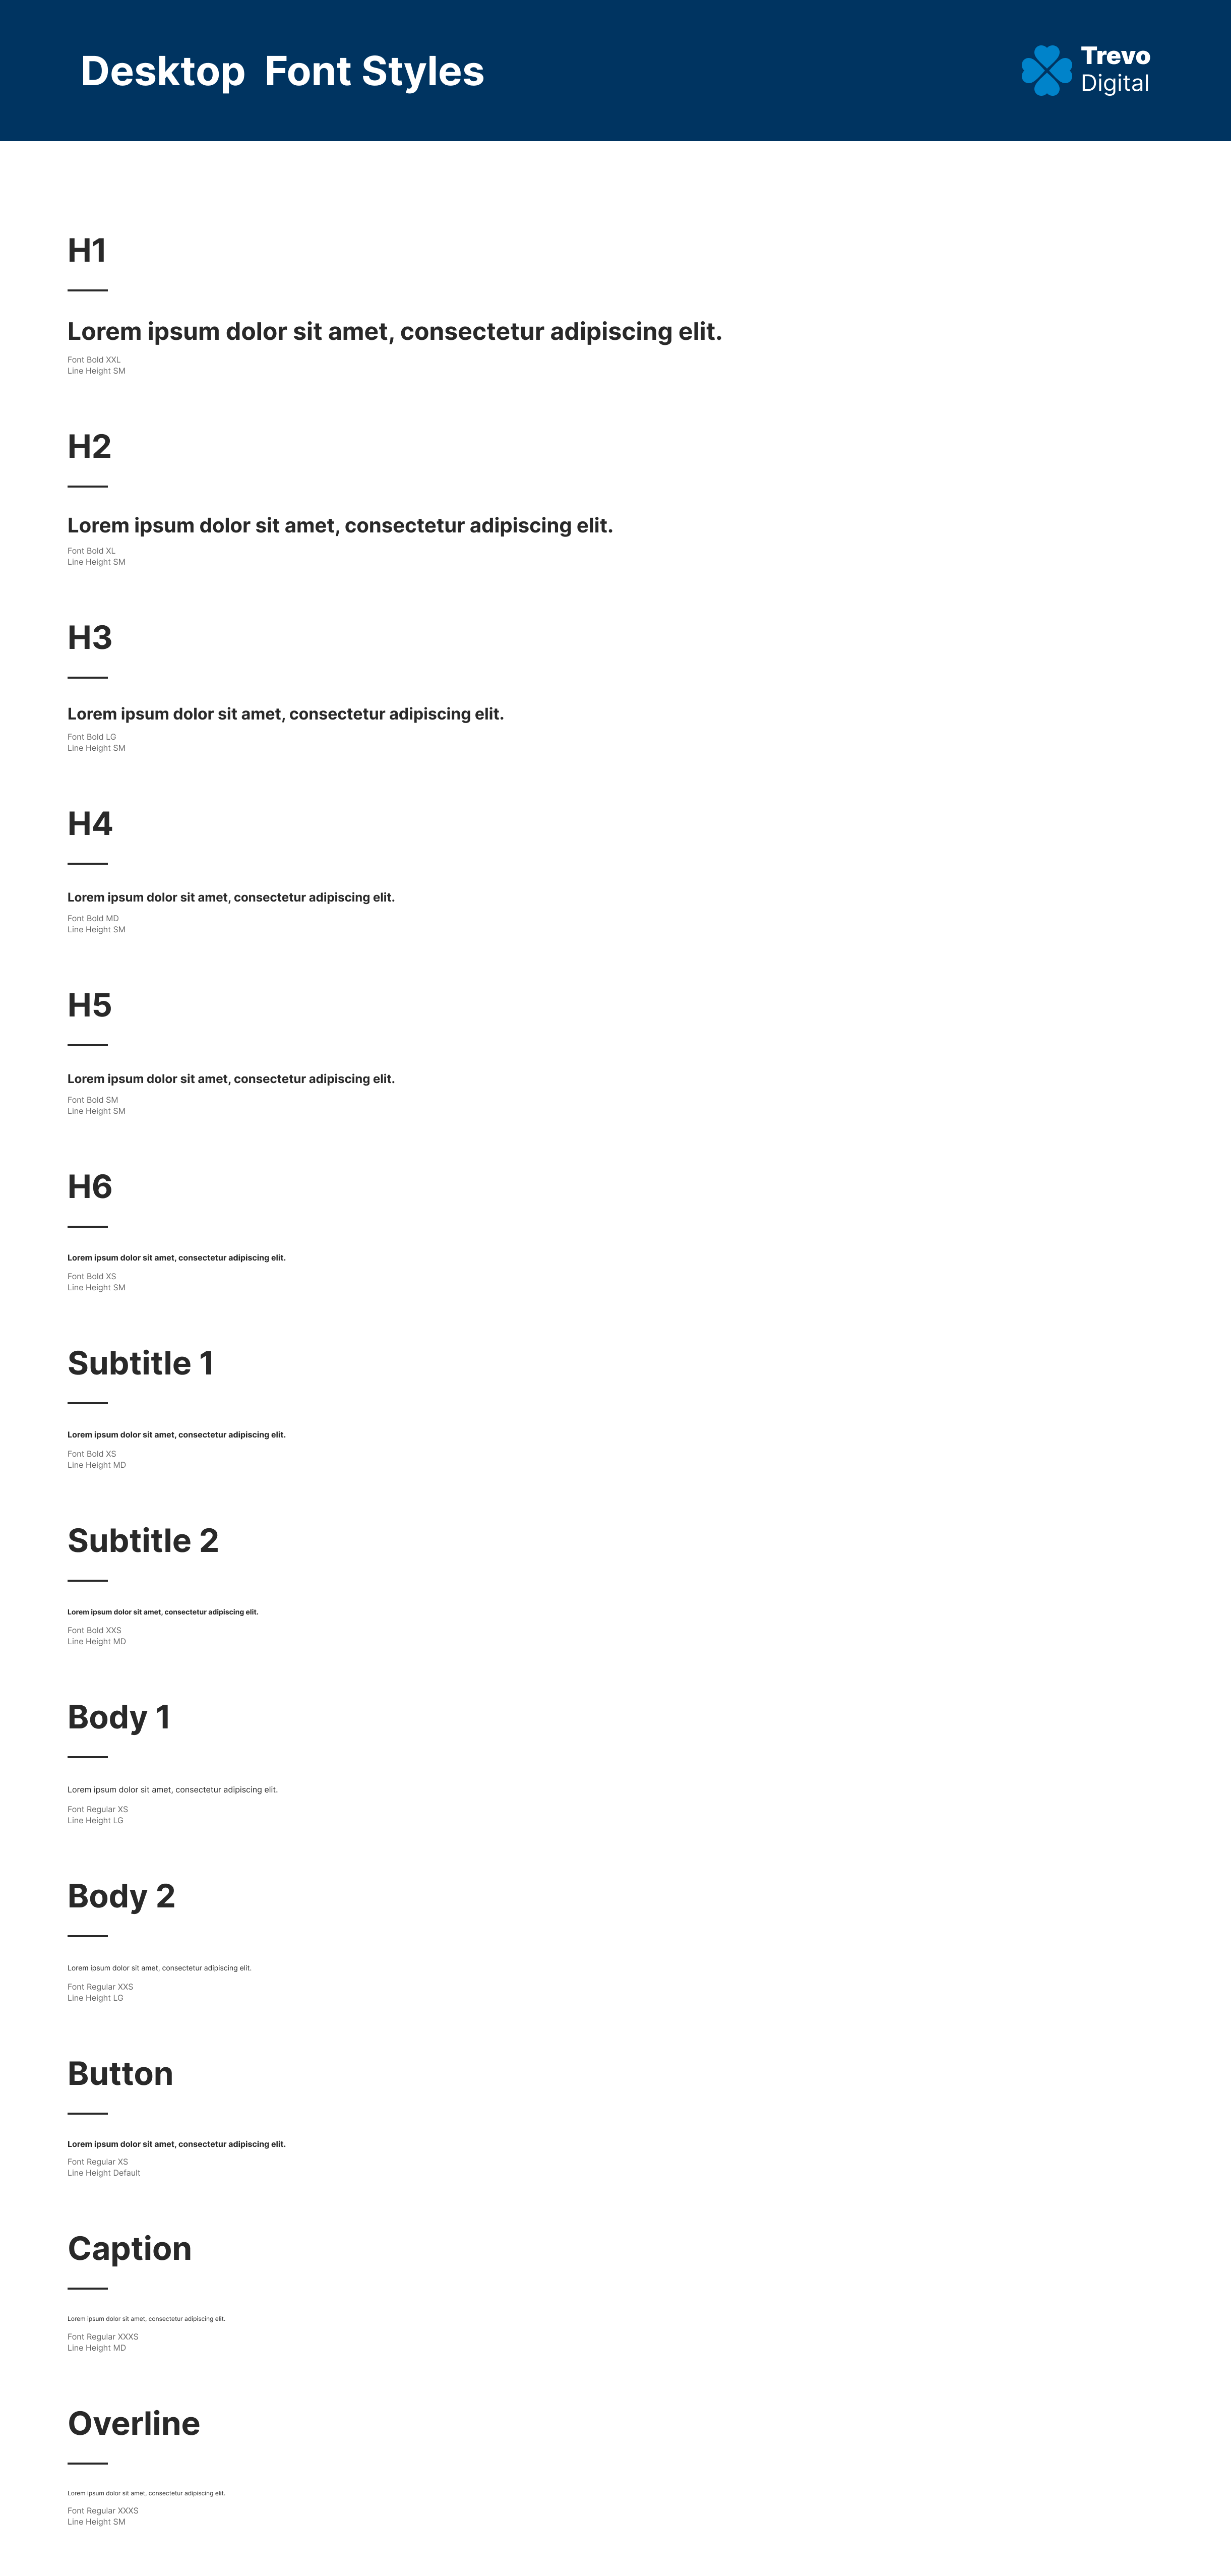 Desktop  Font Styles
Trevo
Digital
H1
Lorem ipsum dolor sit amet, consectetur adipiscing elit.
Font Bold XXL
Line Height SM
H2
Lorem ipsum dolor sit amet, consectetur adipiscing elit.
Font Bold XL
Line Height SM
H3
Lorem ipsum dolor sit amet, consectetur adipiscing elit.
Font Bold LG
Line Height SM
H4
Lorem ipsum dolor sit amet, consectetur adipiscing elit.
Font Bold MD
Line Height SM
H5
Lorem ipsum dolor sit amet, consectetur adipiscing elit.
Font Bold SM
Line Height SM
H6
Lorem ipsum dolor sit amet, consectetur adipiscing elit.
Font Bold XS
Line Height SM
Subtitle 1
Lorem ipsum dolor sit amet, consectetur adipiscing elit.
Font Bold XS
Line Height MD
Subtitle 2
Lorem ipsum dolor sit amet, consectetur adipiscing elit.
Font Bold XXS
Line Height MD
Body 1
Lorem ipsum dolor sit amet, consectetur adipiscing elit.
Font Regular XS
Line Height LG
Body 2
Lorem ipsum dolor sit amet, consectetur adipiscing elit.
Font Regular XXS
Line Height LG
Button
Lorem ipsum dolor sit amet, consectetur adipiscing elit.
Font Regular XS
Line Height Default
Caption
Lorem ipsum dolor sit amet, consectetur adipiscing elit.
Font Regular XXXS
Line Height MD
Overline
Lorem ipsum dolor sit amet, consectetur adipiscing elit.
Font Regular XXXS
Line Height SM